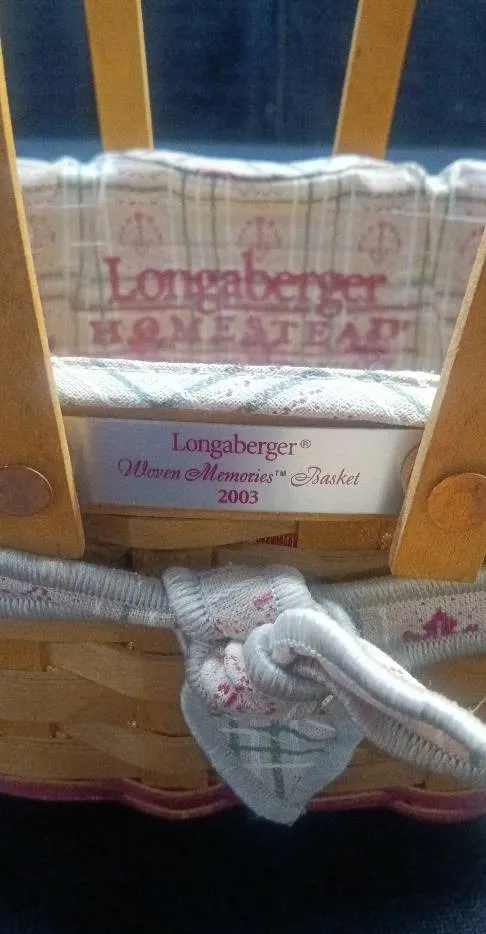 Longaberger
HOMESTEAD
Longaberger®
Woven Memories™ Basket
2003